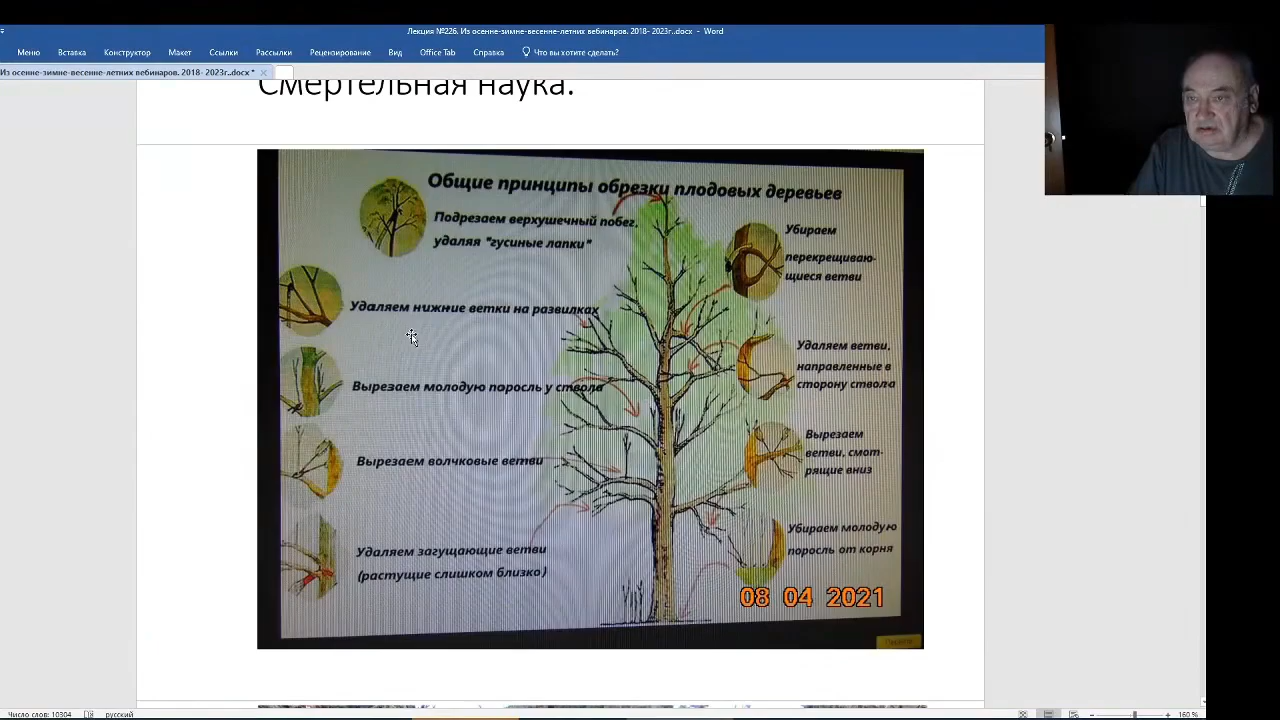 Лекция №226. Из осенне-зимне-весенне-летних вебинаров. 2018- 2023г..docx - Word
Меню Вставка Конструктор Макет Ссылки Рассылки Рецензирование Вид Office Tab Справка Что вы хотите сделать?
Из осенне-зимне-весенне-летних вебинаров. 2018- 2023г..docx *
Смертельная наука.
Общие принципы обрезки плодовых деревьев
Подрезаем верхушечный побег,
удаляя "гусиные лапки"
Удаляем нижние ветки на развилках
Вырезаем молодую поросль у ствола
Вырезаем волчковые ветви
Удаляем загущающие ветви
(растущие слишком близко)
Убираем
перекрещиваю-
щиеся ветви
Удаляем ветви,
направленные в
сторону ствола
Вырезаем
ветви, смот-
рящие вниз
Убираем молодую
поросль от корня
08 04 2021
Число слов: 10304 русский
160 %